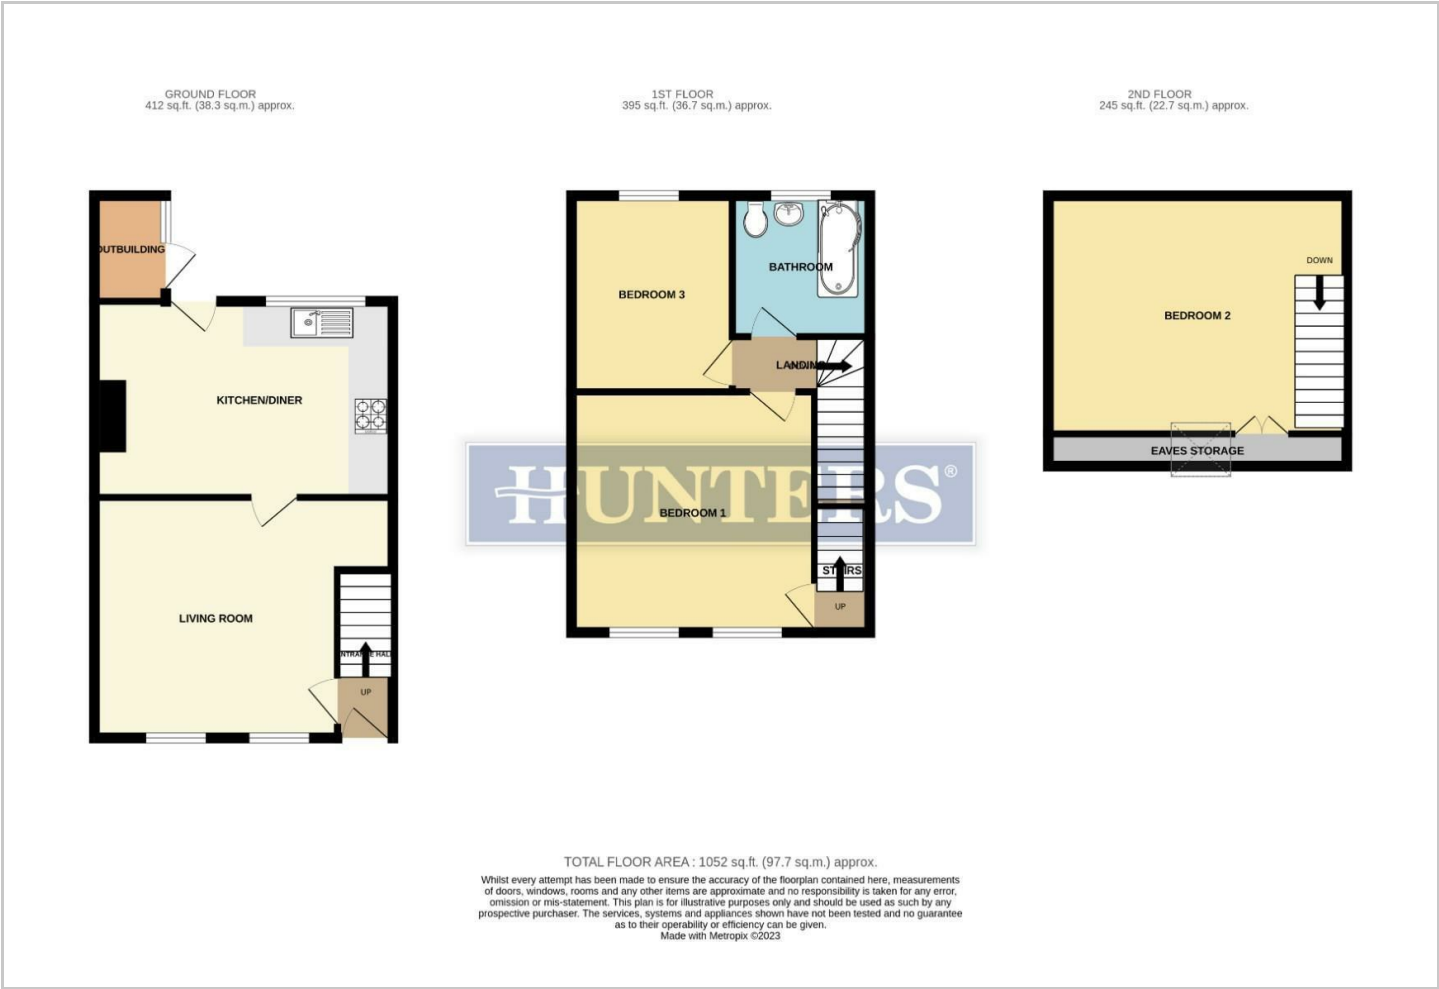 GROUND FLOOR
412 sq.ft. (38.3 sq.m.) approx.
1ST FLOOR
395 sq.ft. (36.7 sq.m.) approx.
2ND FLOOR
245 sq.ft. (22.7 sq.m.) approx.
OUTBUILDING
KITCHEN/DINER
LIVING ROOM
ENTRANCE HALL
UP
BEDROOM 3
BATHROOM
LANDING
HUNTERS®
BEDROOM 1
STAIRS
UP
DOWN
BEDROOM 2
EAVES STORAGE
TOTAL FLOOR AREA : 1052 sq.ft. (97.7 sq.m.) approx.
Whilst every attempt has been made to ensure the accuracy of the floorplan contained here, measurements
of doors, windows, rooms and any other items are approximate and no responsibility is taken for any error,
omission or mis-statement. This plan is for illustrative purposes only and should be used as such by any
prospective purchaser. The services, systems and appliances shown have not been tested and no guarantee
as to their operability or efficiency can be given.
Made with Metropix ©2023